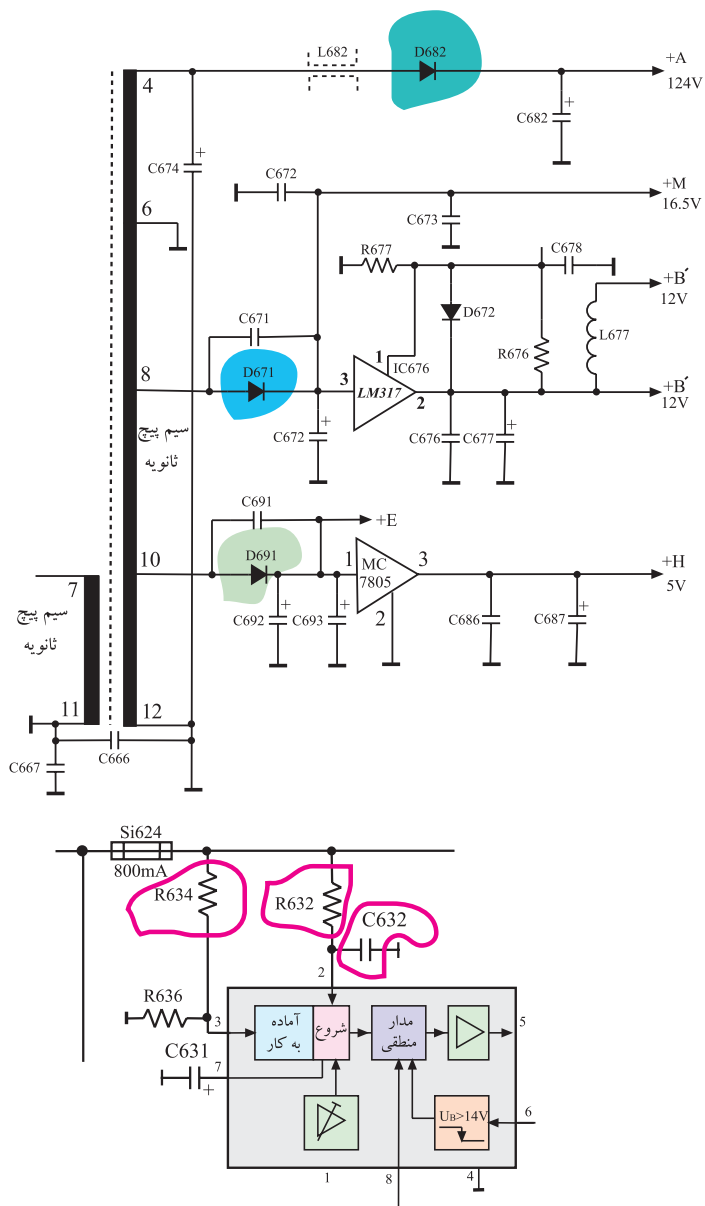 L682
D682
+A
124V
4
C682
C674
C672
+M
16.5V
6
C673
R677
C678
+B´
12V
C671
D672
L677
R676
8
D671
1
IC676
3
LM317
2
+B´
12V
سیم پیچ
ثانویه
C672
C676
C677
C691
+E
10
D691
1
MC
7805
3
+H
5V
2
7
سیم پیچ
ثانویه
C692
C693
C686
C687
11
12
C666
C667
Si624
800mA
R634
R632
C632
2
R636
3
آماده
به کار
شروع
مدار
منطقی
5
C631
7
UB>14V
6
1
8
4